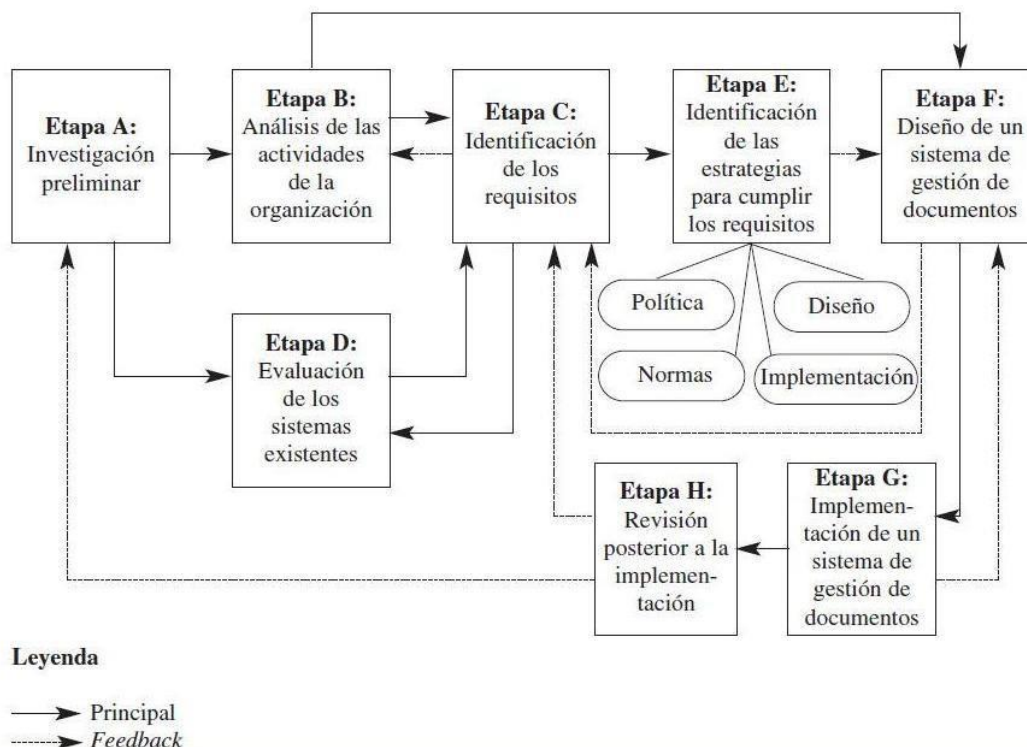 Etapa A:
Investigación
preliminar
Etapa B:
Análisis de las
actividades
de la
organización
Etapa C:
Identificación
de los
requisitos
Etapa E:
Identificación
de las
estrategias
para cumplir
los requisitos
Etapa F:
Diseño de un
sistema de
gestión de
documentos
Política
Diseño
Normas
Implementación
Etapa D:
Evaluación
de los
sistemas
existentes
Etapa H:
Revisión
posterior a la
implemen-
tación
Etapa G:
Implemen-
tación de un
sistema de
gestión de
documentos
Leyenda
Principal
Feedback